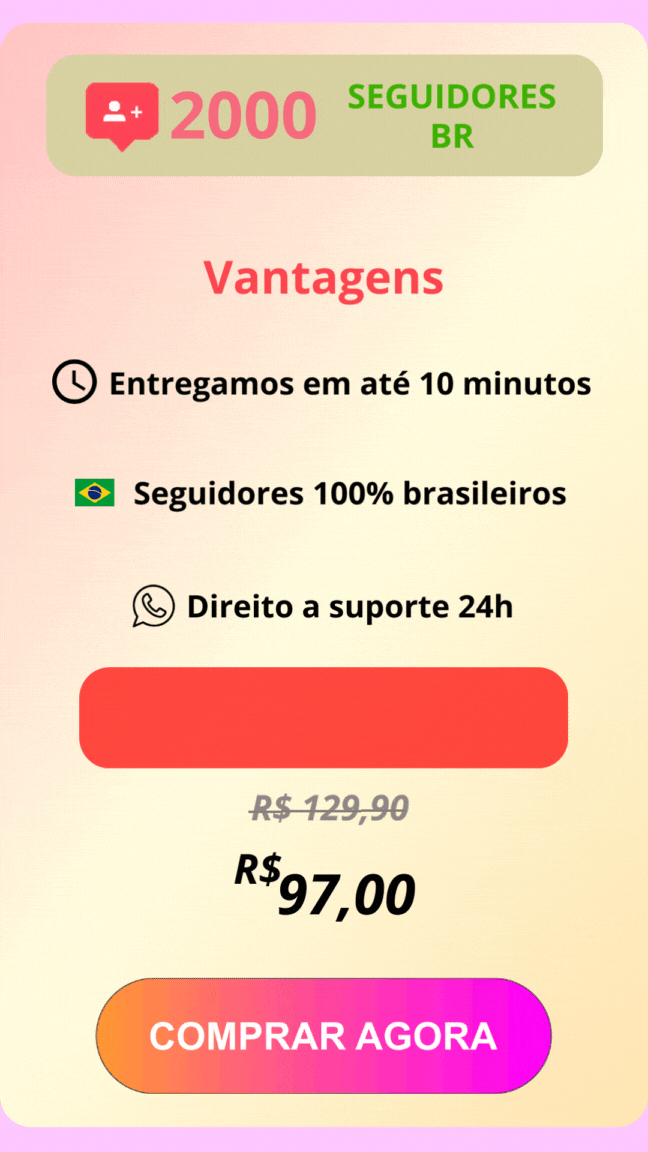 2000
SEGUIDORES
BR
Vantagens
Entregamos em até 10 minutos
Seguidores 100% brasileiros
Direito a suporte 24h
R$ 129,90
R$97,00
COMPRAR AGORA